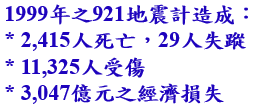 1999年之921地震計造成：
* 2,415人死亡，29人失蹤
* 11,325人受傷
* 3,047億元之經濟損失